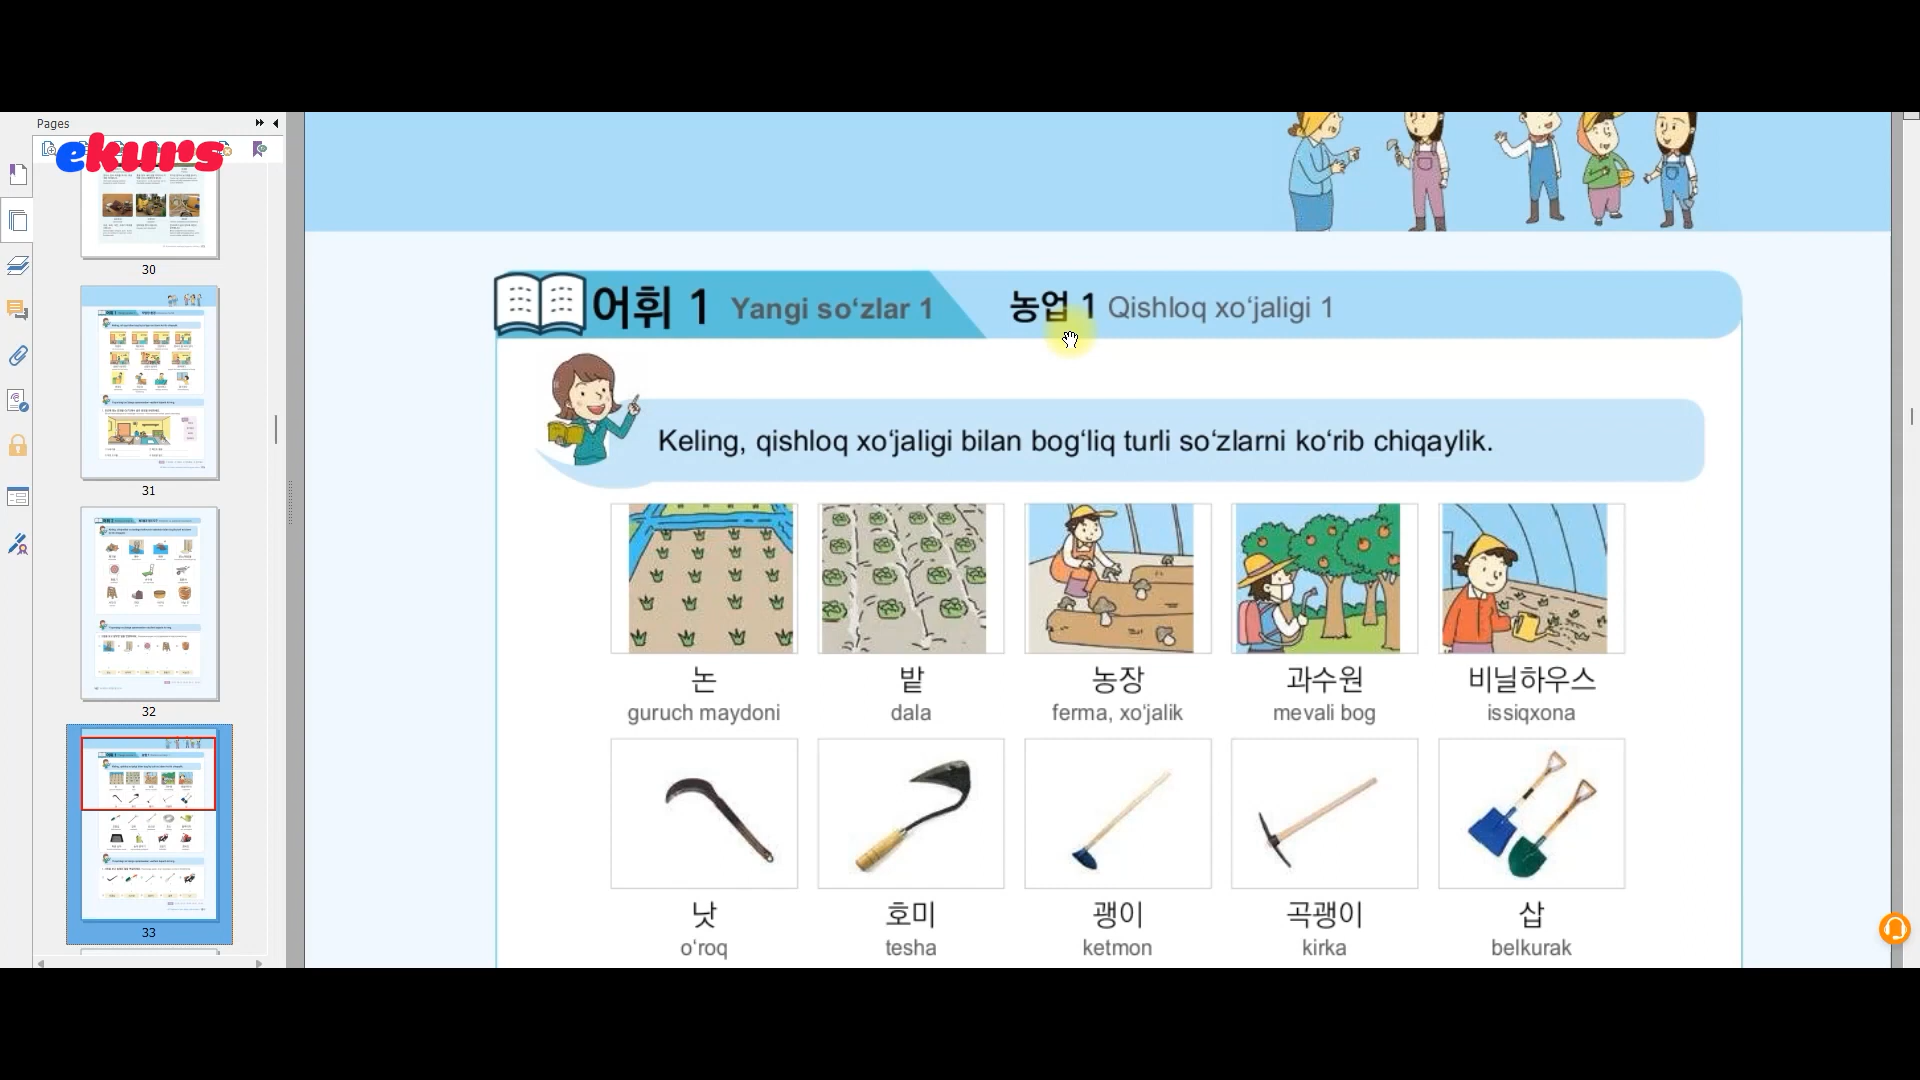 Pages
ekurs
30
31
32
33
어휘 1 Yangi so‘zlar 1 농업 1 Qishloq xo‘jaligi 1
Keling, qishloq xo‘jaligi bilan bog‘liq turli so‘zlarni ko‘rib chiqaylik.
논 밭 농장 과수원 비닐하우스
guruch maydoni dala ferma, xo‘jalik mevali bog issiqxona
낫 호미 괭이 곡괭이 삽
o‘roq tesha ketmon kirka belkurak